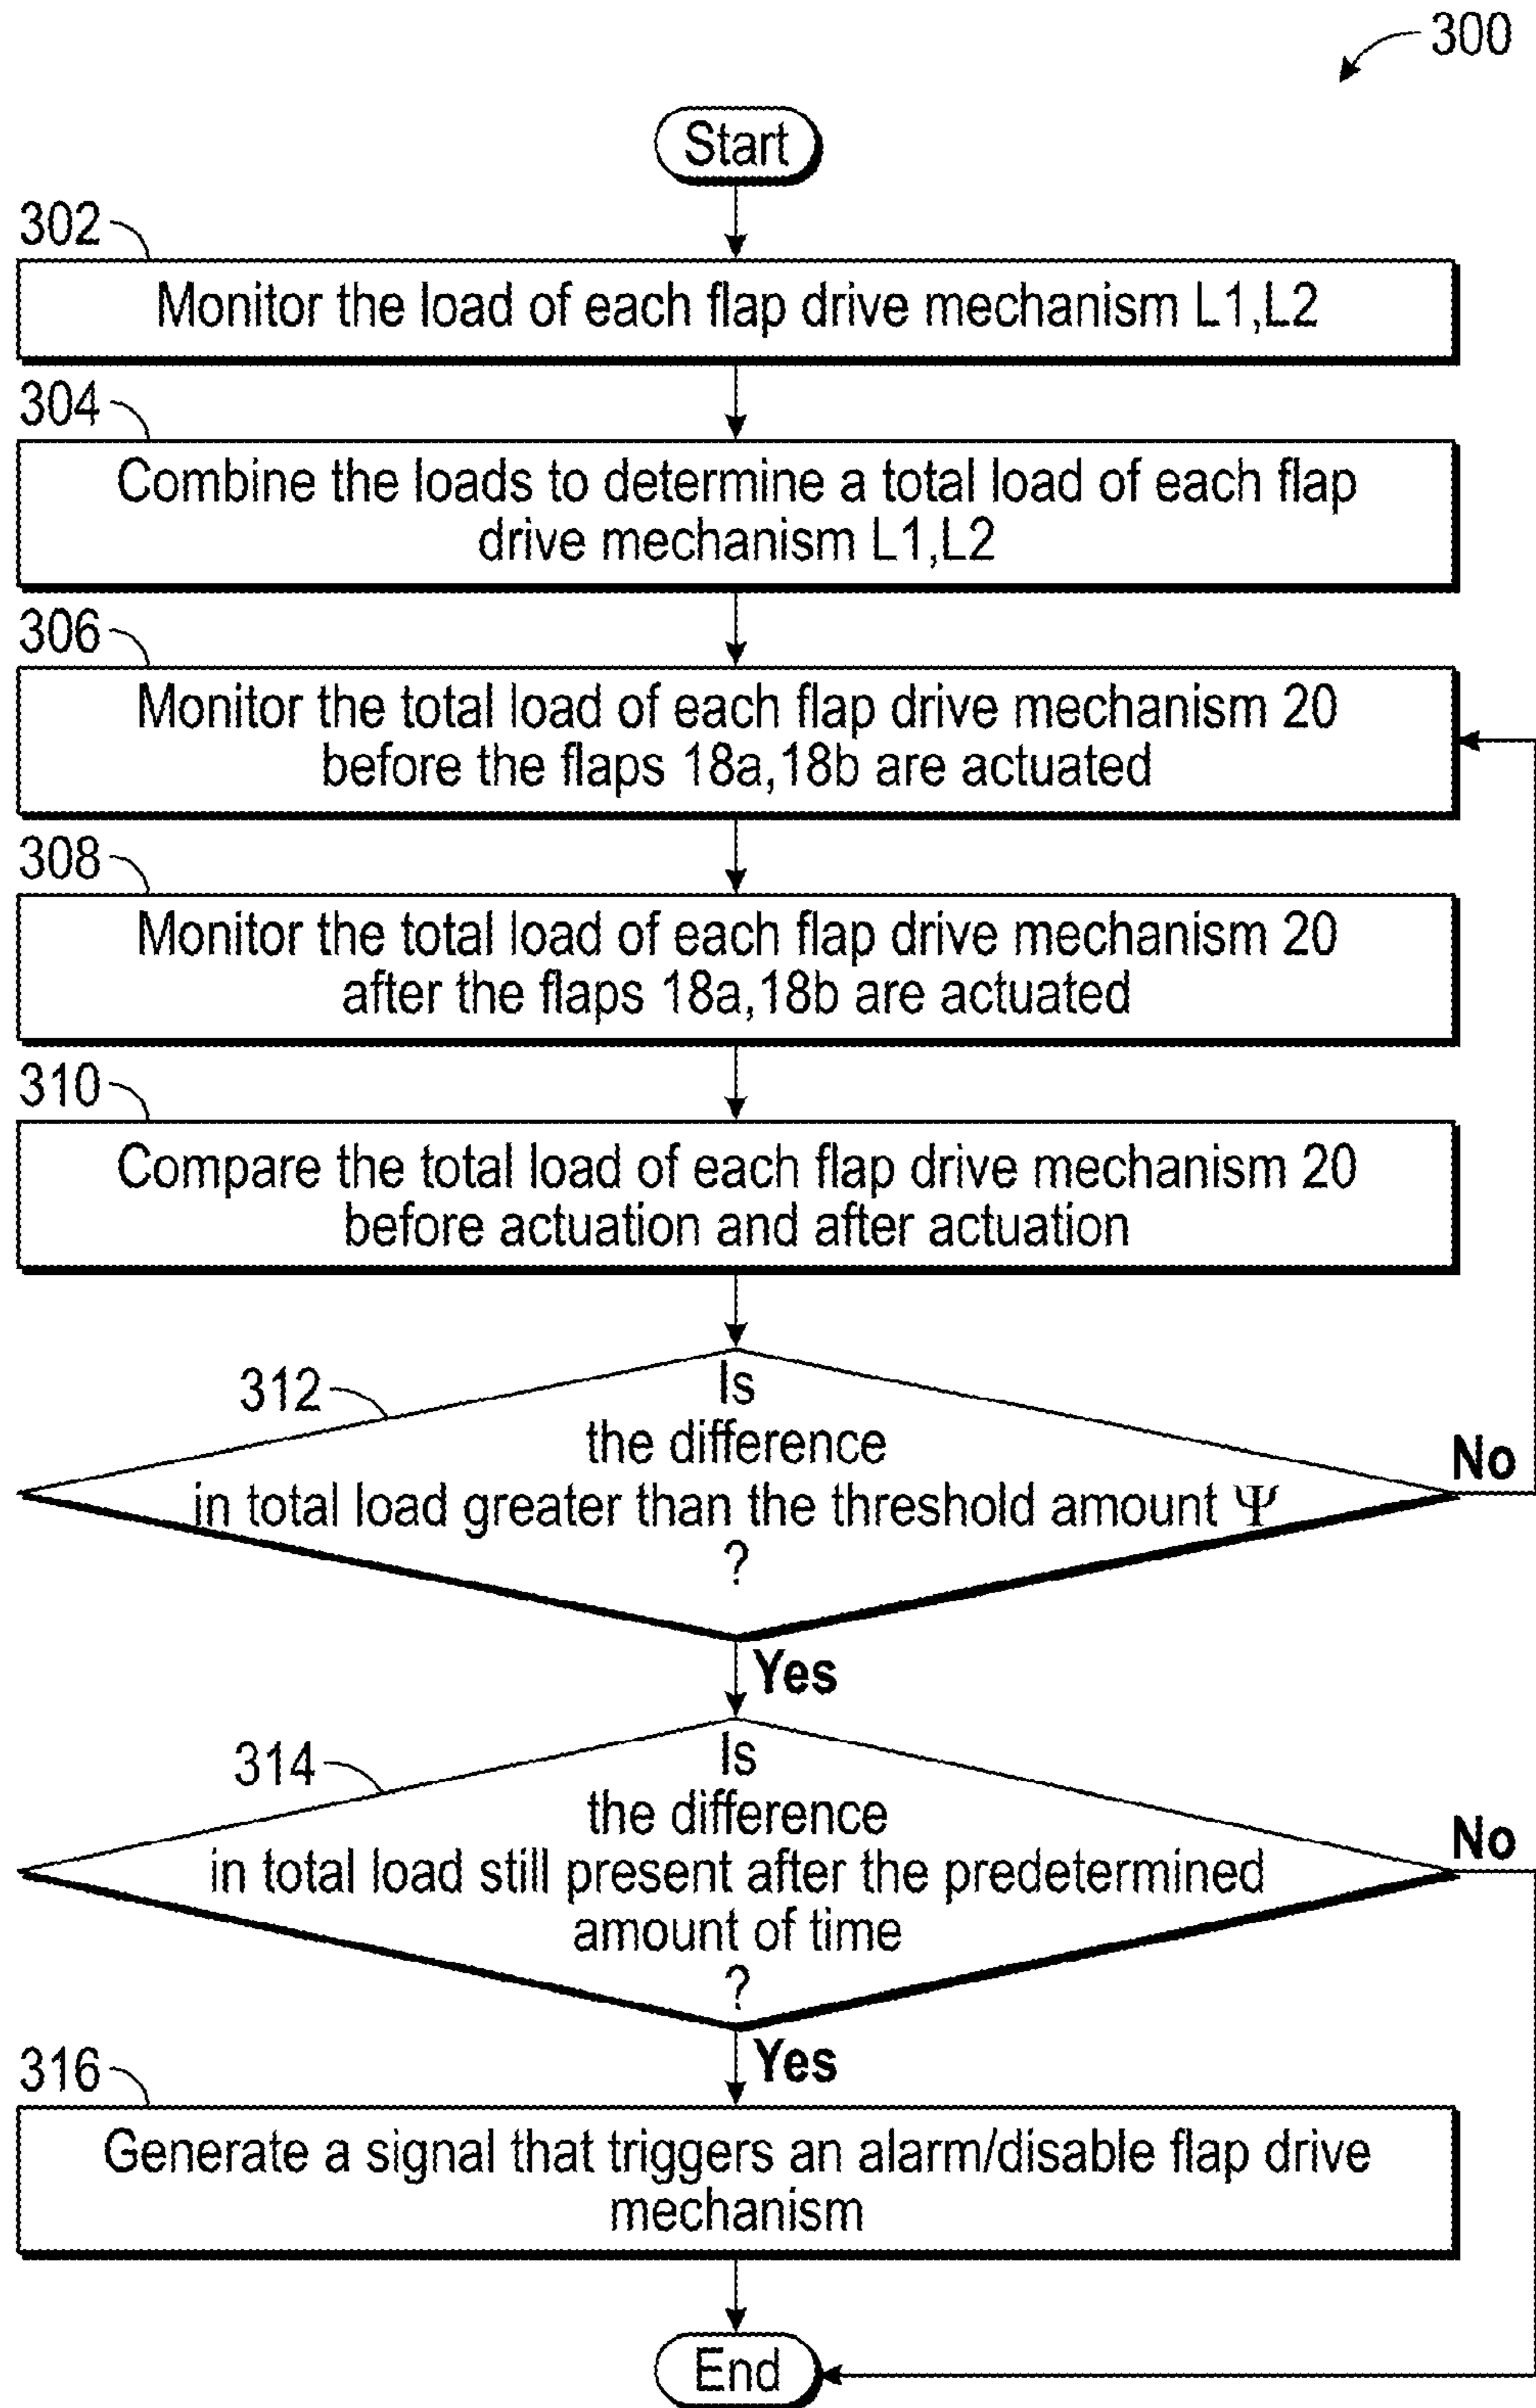 300
Start
302
Monitor the load of each flap drive mechanism L1,L2
304
Combine the loads to determine a total load of each flap
drive mechanism L1,L2
306
Monitor the total load of each flap drive mechanism 20
before the flaps 18a,18b are actuated
308
Monitor the total load of each flap drive mechanism 20
after the flaps 18a,18b are actuated
310
Compare the total load of each flap drive mechanism 20
before actuation and after actuation
312
Is
the difference
in total load greater than the threshold amount Ψ
?
No
Yes
314
Is
the difference
in total load still present after the predetermined
amount of time
?
No
Yes
316
Generate a signal that triggers an alarm/disable flap drive
mechanism
End